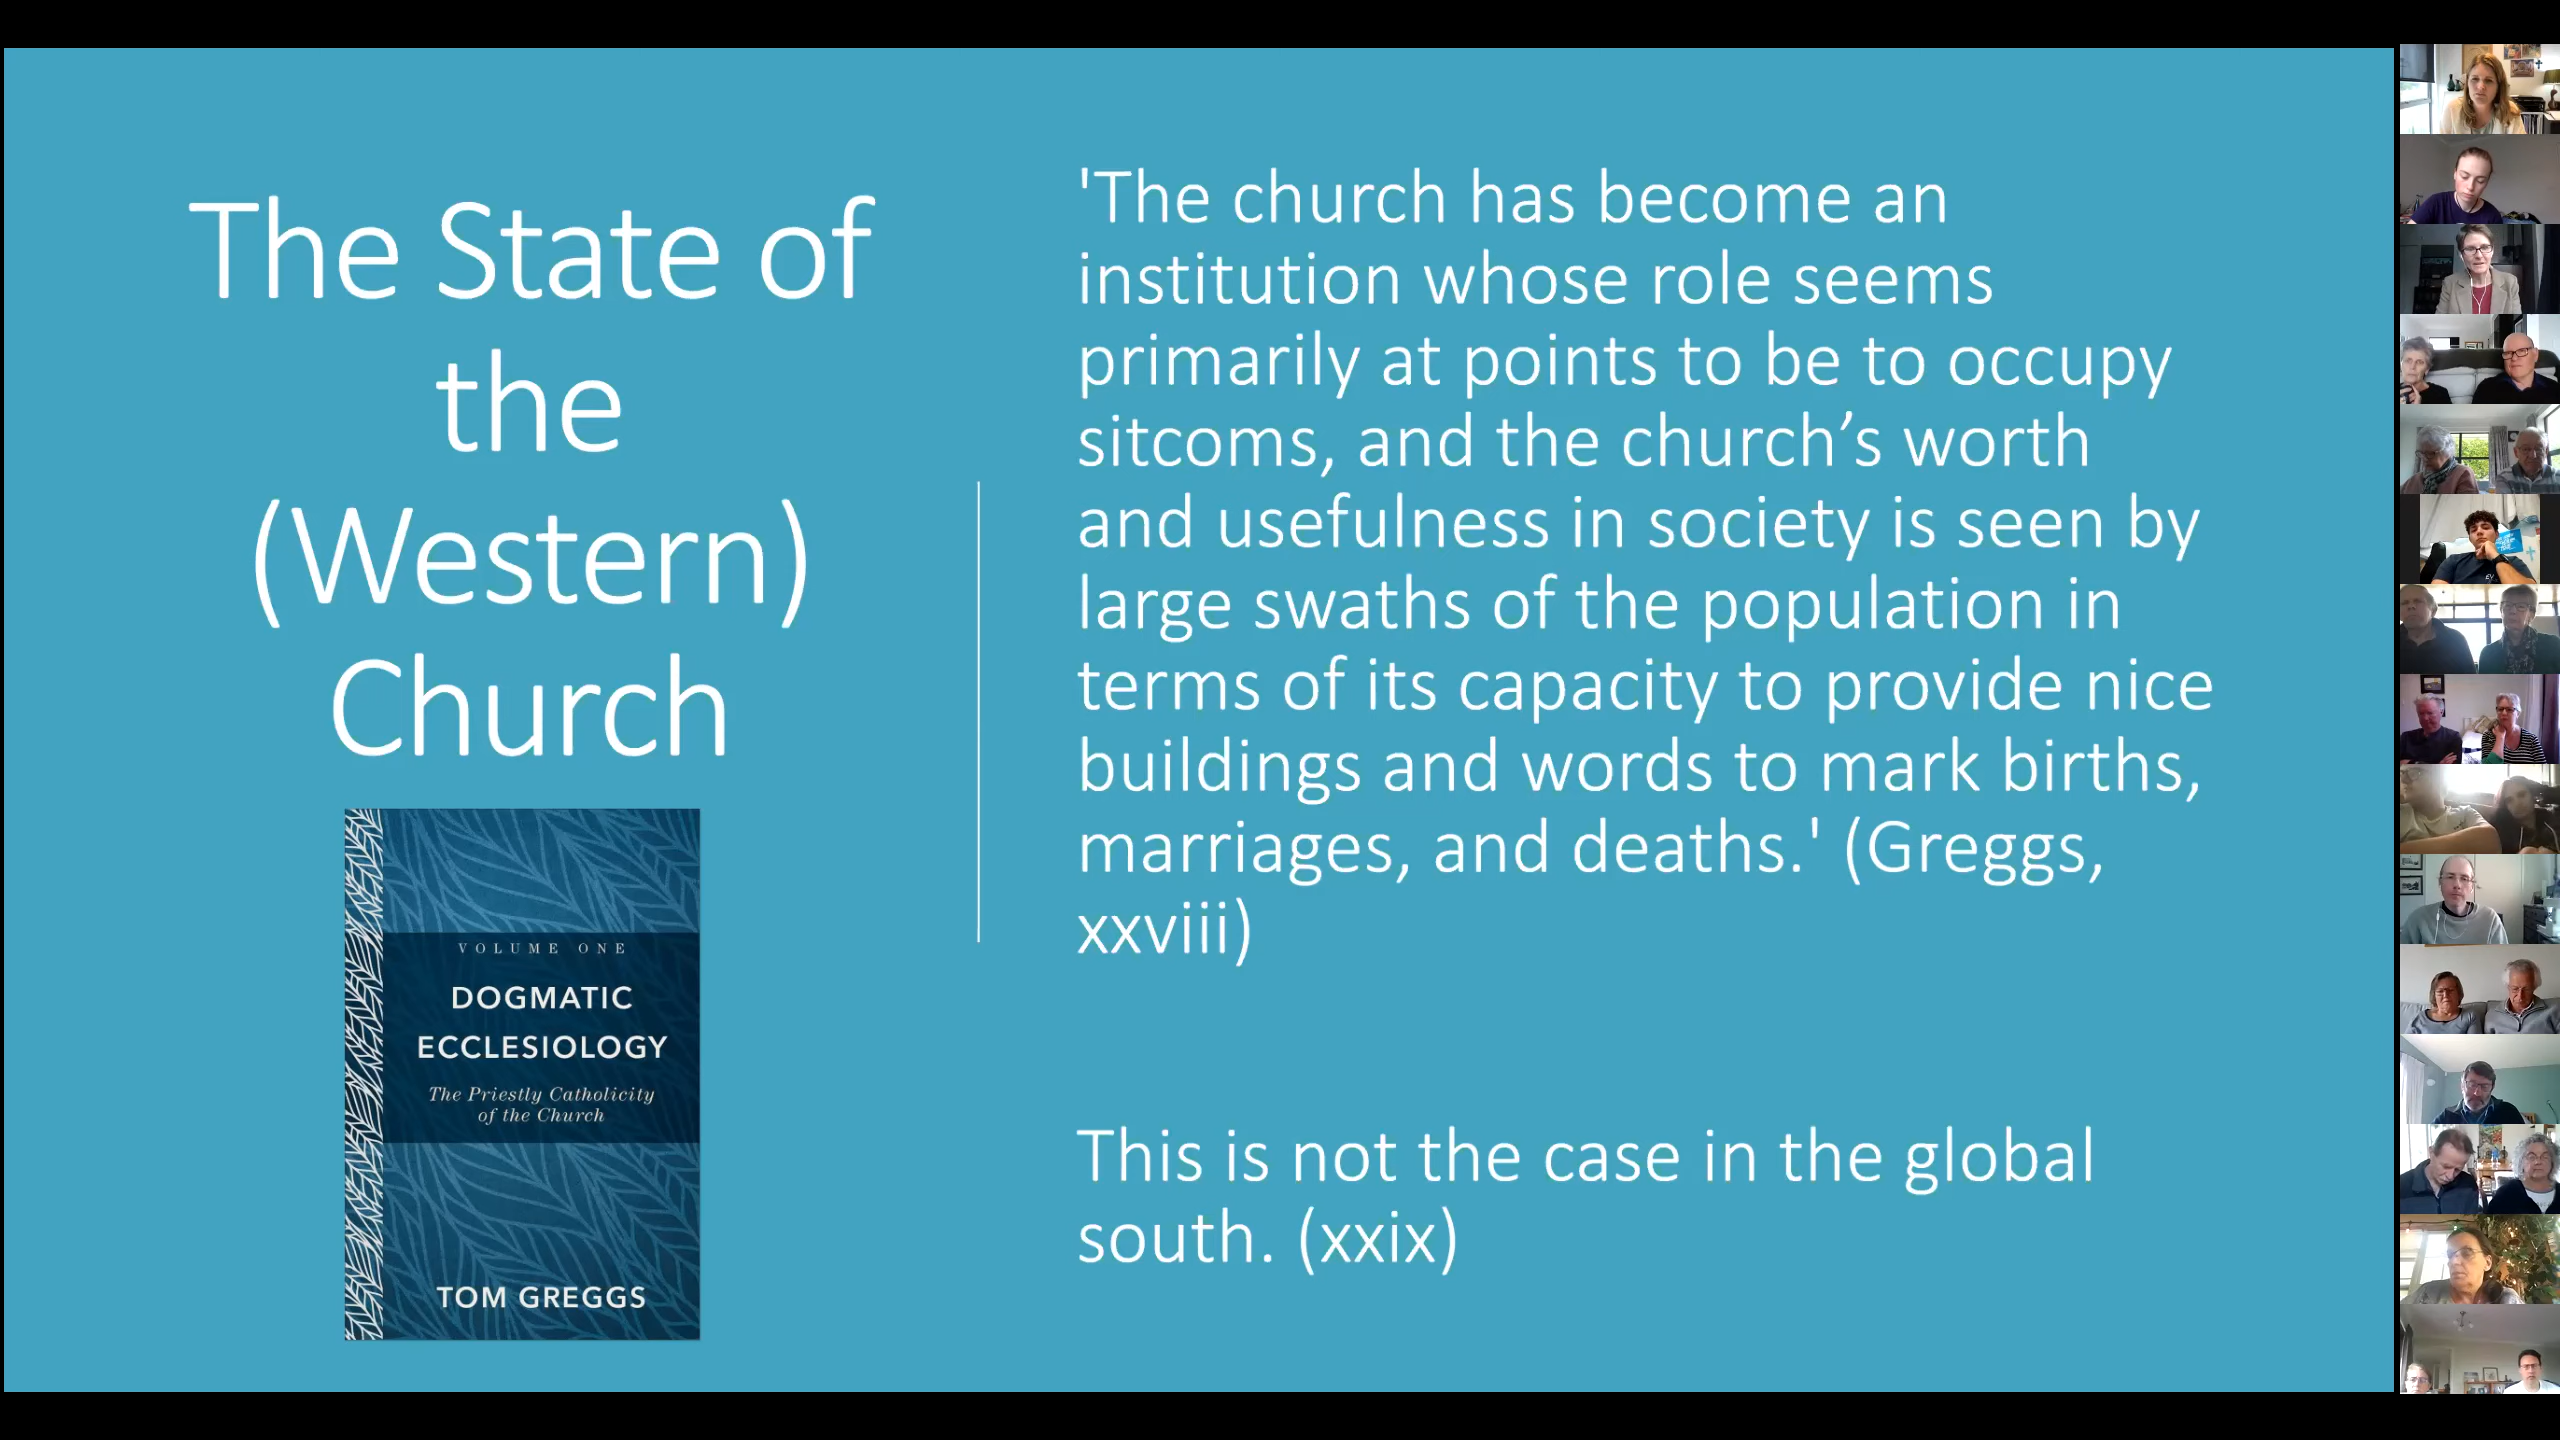 The State of
the
(Western)
Church
VOLUME ONE
DOGMATIC
ECCLESIOLOGY
The Priestly Catholicity
of the Church
TOM GREGGS
'The church has become an
institution whose role seems
primarily at points to be to occupy
sitcoms, and the church’s worth
and usefulness in society is seen by
large swaths of the population in
terms of its capacity to provide nice
buildings and words to mark births,
marriages, and deaths.' (Greggs,
xxviii)
This is not the case in the global
south. (xxix)